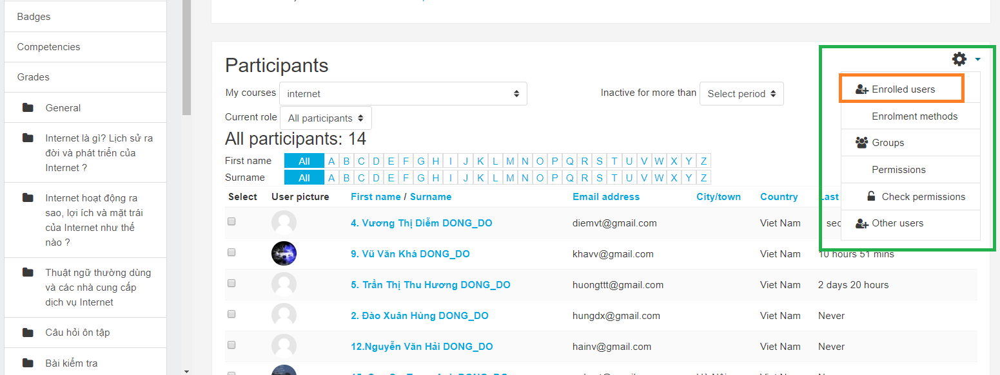 Badges
Competencies
Grades
General
Internet là gì? Lịch sử ra
đời và phát triển của
Internet ?
Internet hoạt động ra
sao, lợi ích và mặt trái
của Internet như thế
nào ?
Thuật ngữ thường dùng
và các nhà cung cấp
dịch vụ Internet
Câu hỏi ôn tập
Bài kiểm tra
Participants
My courses internet Inactive for more than Select period
Current role All participants
All participants: 14
First name All A B C D E F G H I J K L M N O P Q R S T U V W X Y Z
Surname All A B C D E F G H I J K L M N O P Q R S T U V W X Y Z
Select User picture First name / Surname Email address City/town Country Last
4. Vương Thị Diễm DONG_DO diemvt@gmail.com Viet Nam sec
9. Vũ Văn Khá DONG_DO khavv@gmail.com Viet Nam 10 hours 51 mins
5. Trần Thị Thu Hương DONG_DO huongttt@gmail.com Viet Nam 2 days 20 hours
2. Đào Xuân Hùng DONG_DO hungdx@gmail.com Viet Nam Never
12.Nguyễn Văn Hải DONG_DO hainv@gmail.com Viet Nam Never
Enrolled users
Enrolment methods
Groups
Permissions
Check permissions
Other users